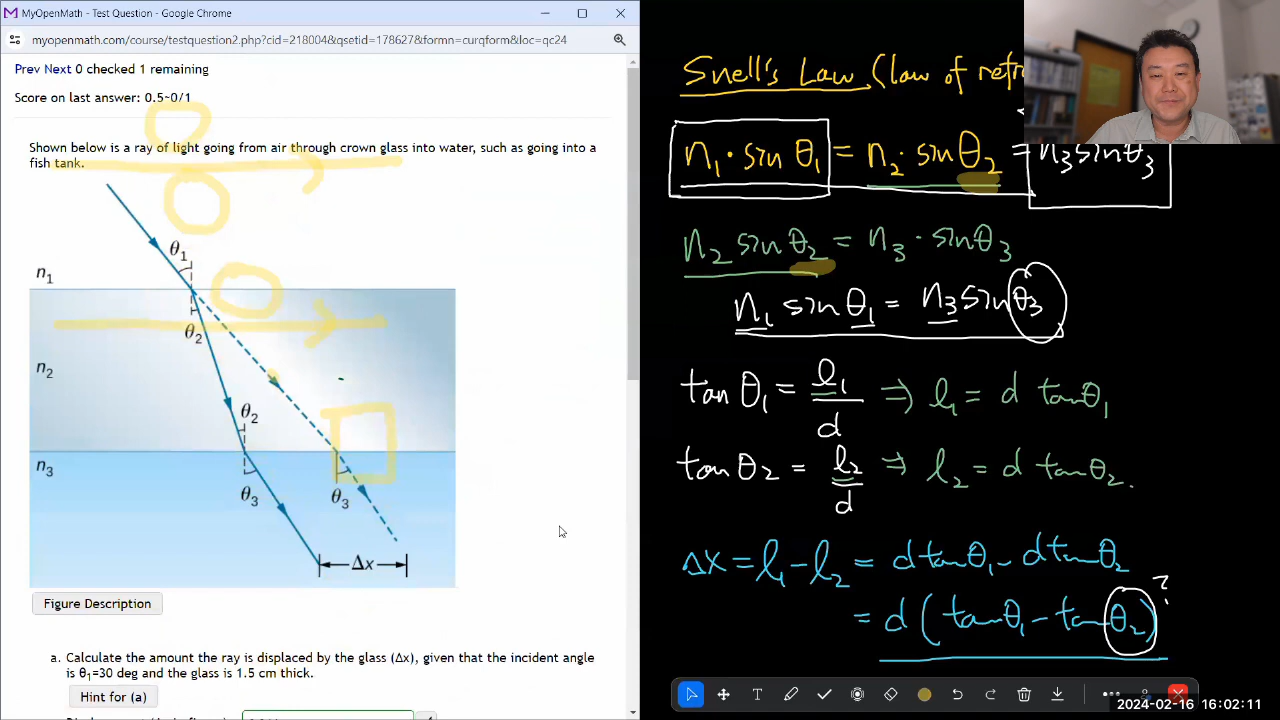 MyOpenMath - Test Question - Google Chrome
myopenmath.com/course/testquestion2.php?cid=218004&qsetid=178627&formn=curqform&loc=qc24
Prev Next 0 checked 1 remaining
Score on last answer: 0.5~0/1
Shown below is a ray of light going from air through crown glass into water, such as going into a
fish tank.
θ1
n1
θ2
n2
θ2
n3
θ3
θ3
Δx
Figure Description
a. Calculate the amount the ray is displaced by the glass (Δx), given that the incident angle
is θ1=30 deg and the glass is 1.5 cm thick.
Hint for (a)
Snell's Law (law of refr
n1 · sin θ1 = n2 · sin θ2 = n3 sin θ3
n2 sin θ2 = n3 · sin θ3
n1 sin θ1 = n3 sin θ3
tan θ1 = l1/d ⇒ l1 = d tan θ1
tan θ2 = l2/d ⇒ l2 = d tan θ2.
Δx = l1 - l2 = d tan θ1 - d tan θ2
= d ( tan θ1 - tan θ2 ) ?
T
2024-02-16 16:02:11